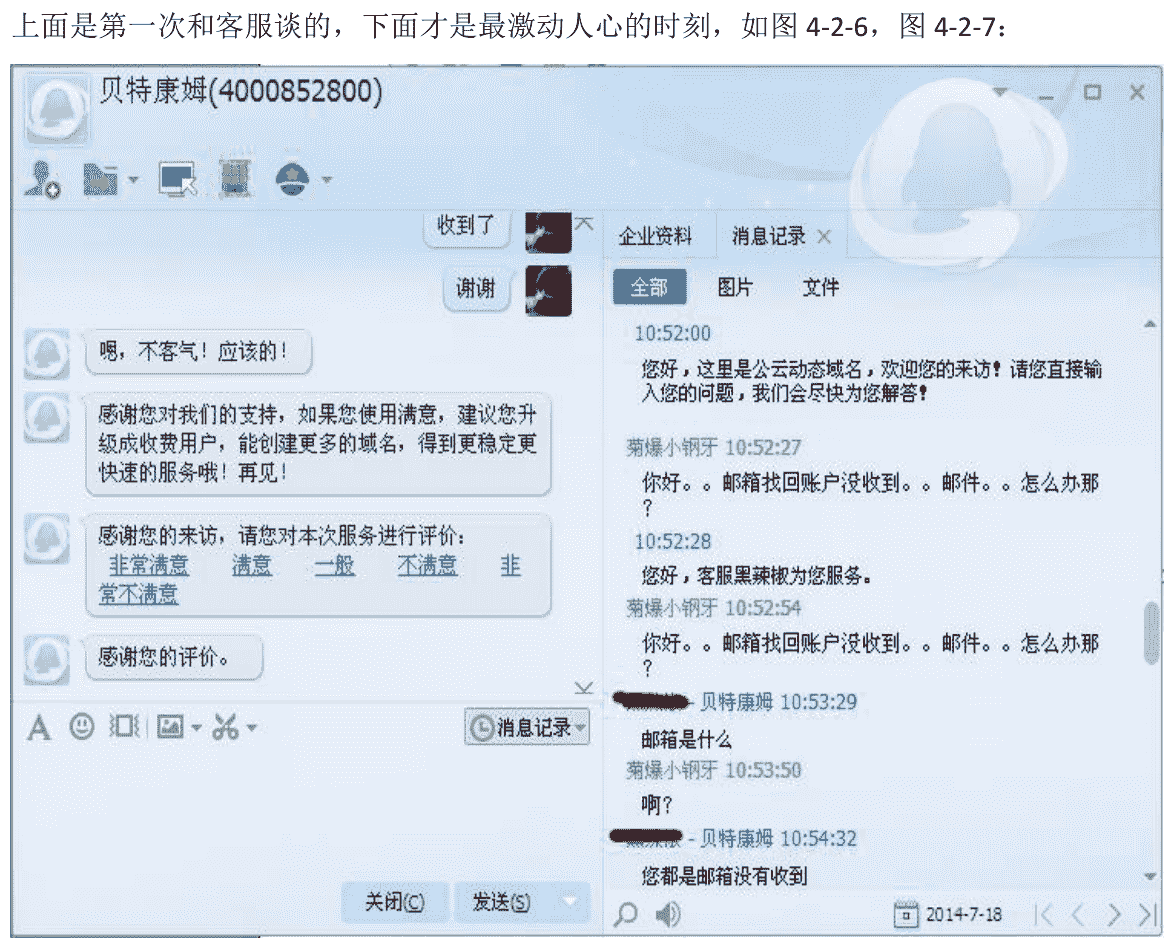 上面是第一次和客服谈的，下面才是最激动人心的时刻，如图 4-2-6，图 4-2-7：
贝特康姆(4000852800)
收到了
谢谢
嗯，不客气！应该的！
感谢您对我们的支持，如果您使用满意，建议您升
级成收费用户，能创建更多的域名，得到更稳定更
快速的服务哦！再见！
感谢您的来访，请您对本次服务进行评价：
非常满意 满意 一般 不满意 非
常不满意
感谢您的评价。
消息记录
关闭(C) 发送(S)
企业资料 消息记录
全部 图片 文件
10:52:00
您好，这里是公云动态域名，欢迎您的来访！请您直接输
入您的问题，我们会尽快为您解答！
菊爆小钢牙 10:52:27
你好。。邮箱找回账户没收到。。邮件。。怎么办那
？
10:52:28
您好，客服黑辣椒为您服务。
菊爆小钢牙 10:52:54
你好。。邮箱找回账户没收到。。邮件。。怎么办那
？
- 贝特康姆 10:53:29
邮箱是什么
菊爆小钢牙 10:53:50
啊？
- 贝特康姆 10:54:32
您都是邮箱没有收到
2014-7-18